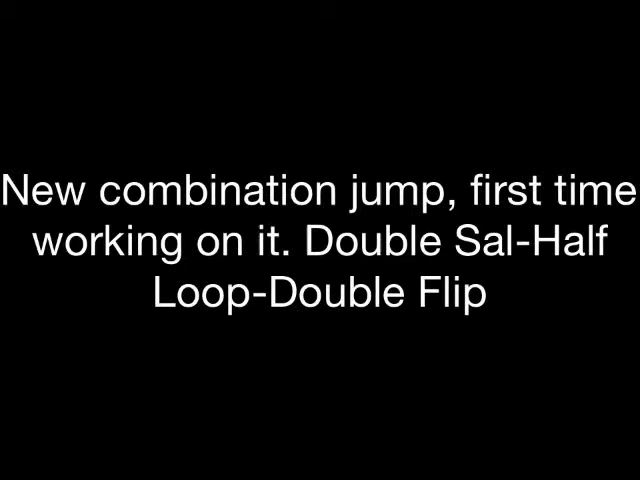 New combination jump, first time
working on it. Double Sal-Half
Loop-Double Flip